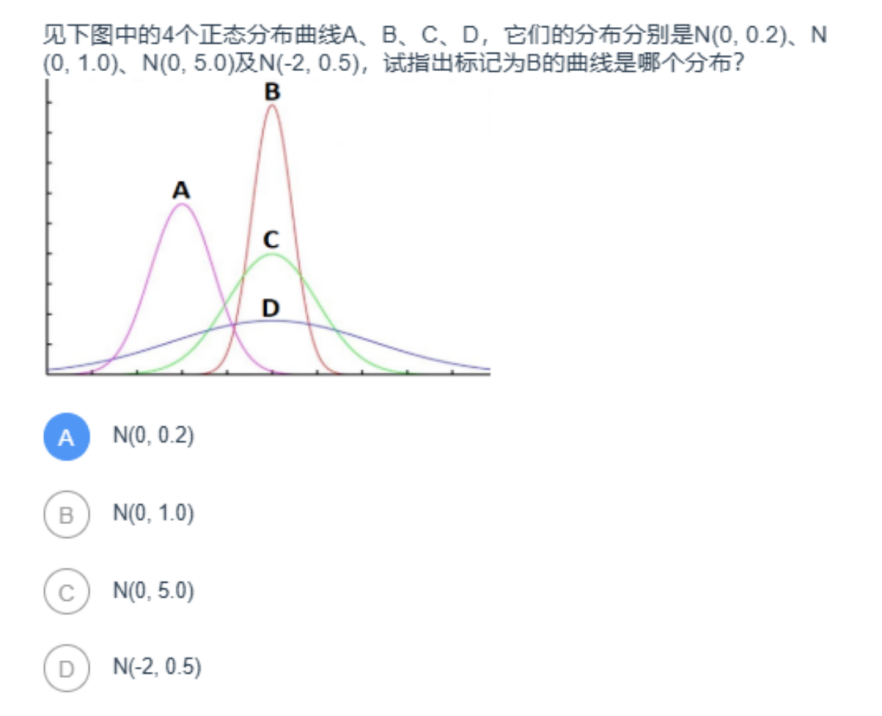 见下图中的4个正态分布曲线A、B、C、D，它们的分布分别是N(0, 0.2)、N
(0, 1.0)、N(0, 5.0)及N(-2, 0.5)，试指出标记为B的曲线是哪个分布?
B
A
C
D
A N(0, 0.2)
B N(0, 1.0)
C N(0, 5.0)
D N(-2, 0.5)